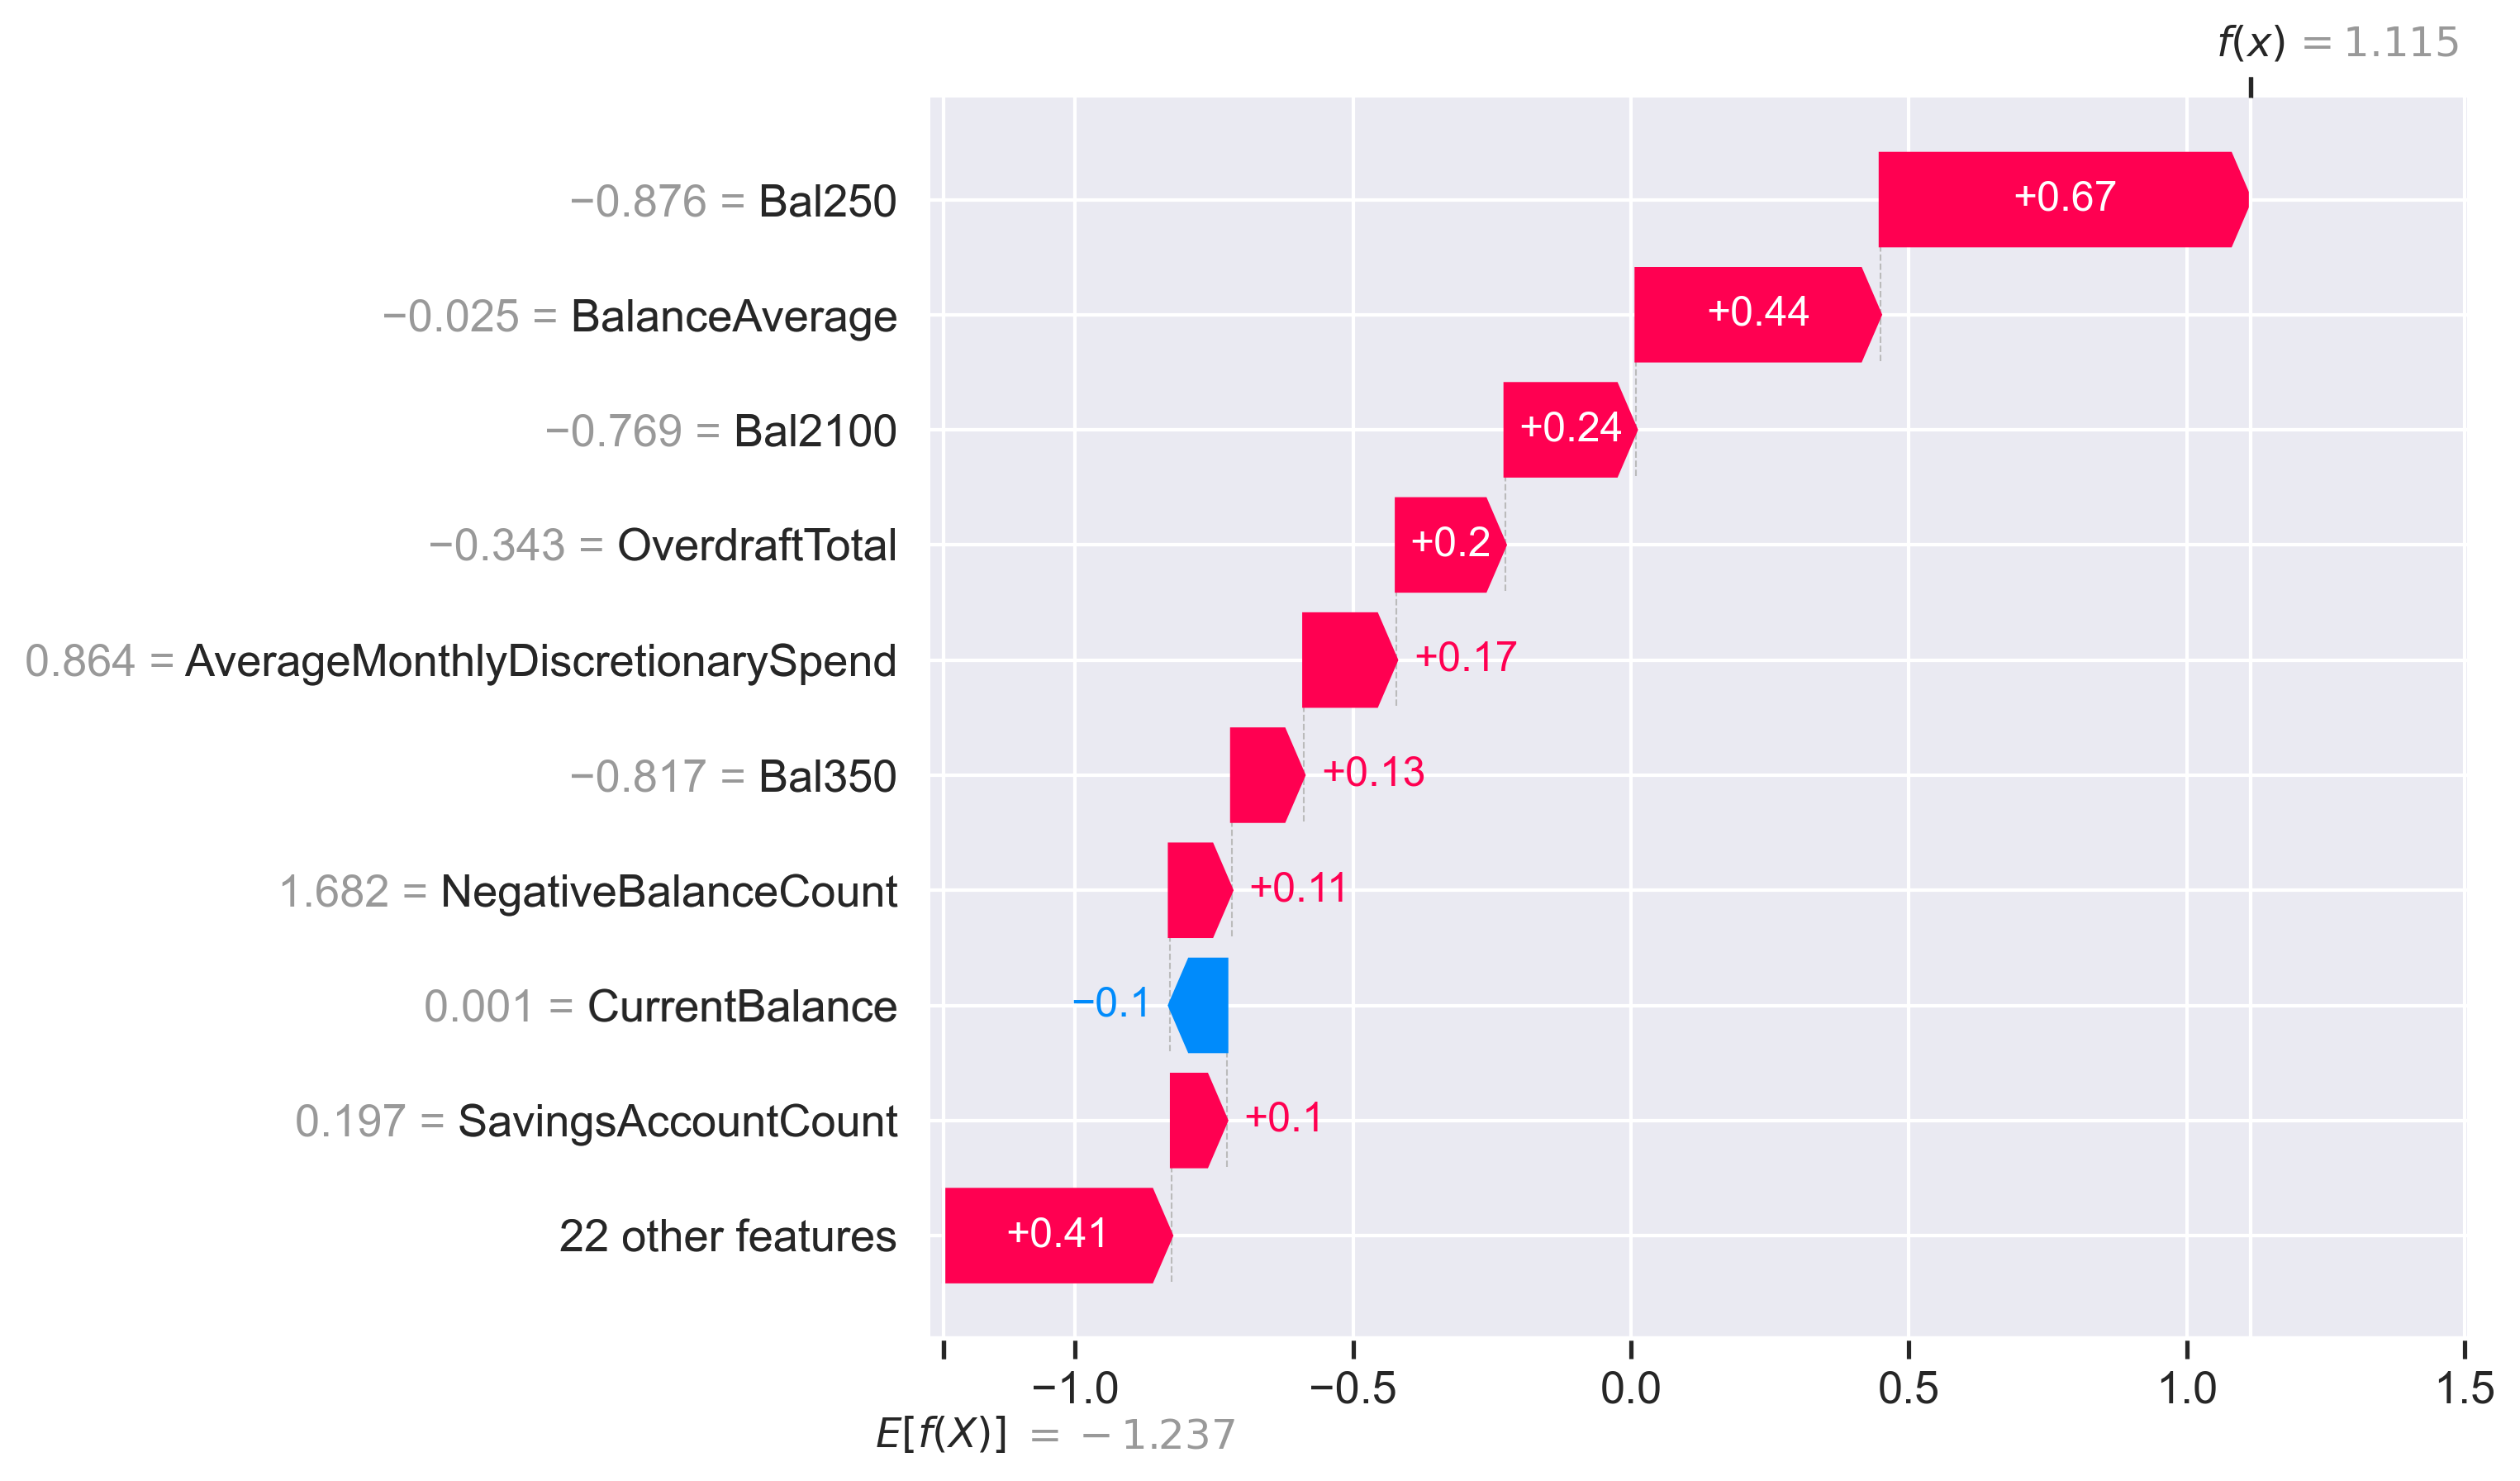 f(x) = 1.115
−0.876 = Bal250
+0.67
−0.025 = BalanceAverage
+0.44
−0.769 = Bal2100
+0.24
−0.343 = OverdraftTotal
+0.2
0.864 = AverageMonthlyDiscretionarySpend
+0.17
−0.817 = Bal350
+0.13
1.682 = NegativeBalanceCount
+0.11
0.001 = CurrentBalance
−0.1
0.197 = SavingsAccountCount
+0.1
22 other features
+0.41
−1.0 −0.5 0.0 0.5 1.0 1.5
E[f(X)] = −1.237